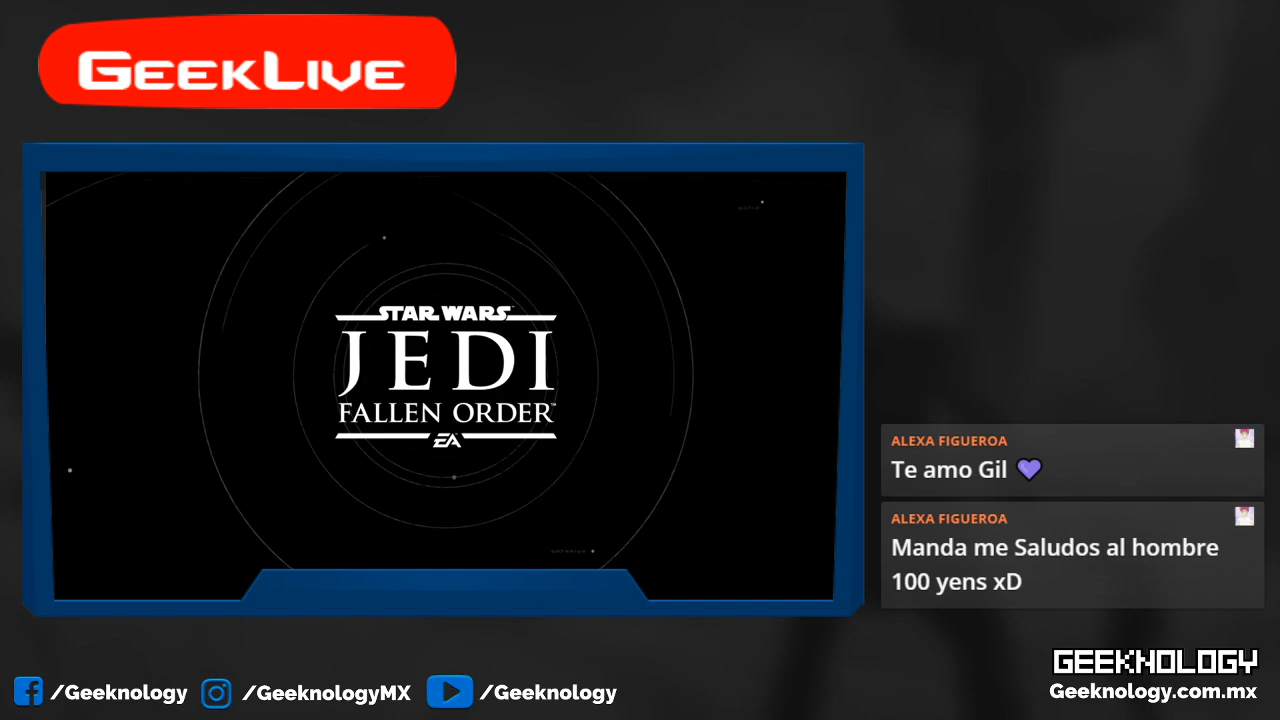 GEEKLIVE
STAR WARS
JEDI
FALLEN ORDER™
EA
ALEXA FIGUEROA
Te amo Gil 💜
ALEXA FIGUEROA
Manda me Saludos al hombre
100 yens xD
/Geeknology
/GeeknologyMX
/Geeknology
GEEKNOLOGY
Geeknology.com.mx